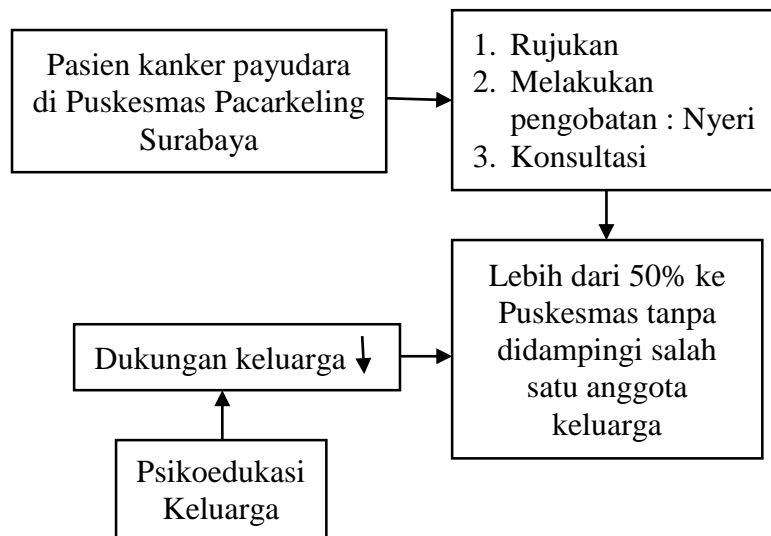 Pasien kanker payudara
di Puskesmas Pacarkeling
Surabaya
1. Rujukan
2. Melakukan
pengobatan : Nyeri
3. Konsultasi
Lebih dari 50% ke
Puskesmas tanpa
didampingi salah
satu anggota
keluarga
Dukungan keluarga
Psikoedukasi
Keluarga